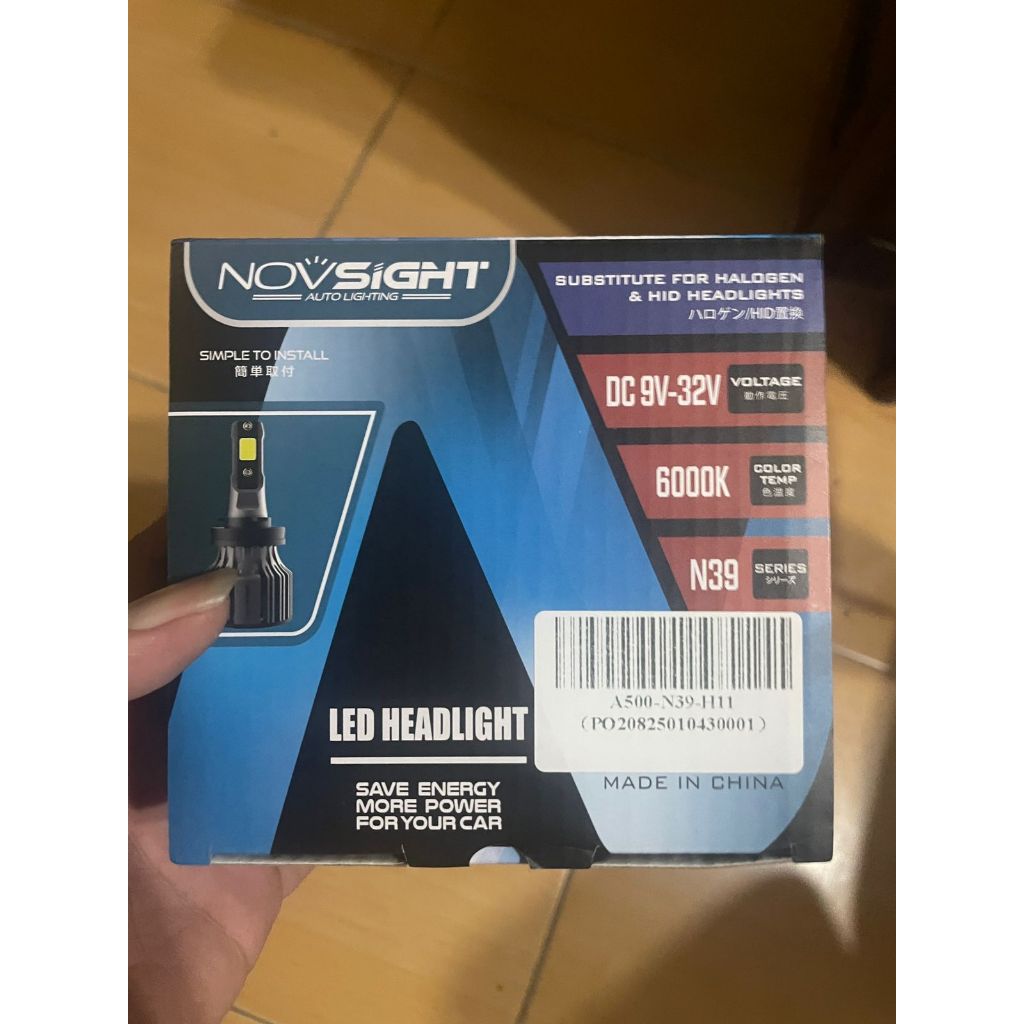 NOVSIGHT
AUTO LIGHTING
SIMPLE TO INSTALL
簡単取付
SUBSTITUTE FOR HALOGEN
& HID HEADLIGHTS
ハロゲン/HID置換
DC 9V-32V VOLTAGE
動作電圧
6000K COLOR
TEMP
色温度
N39 SERIES
シリーズ
A500-N39-H11
(PO20825010430001)
MADE IN CHINA
LED HEADLIGHT
SAVE ENERGY
MORE POWER
FOR YOUR CAR